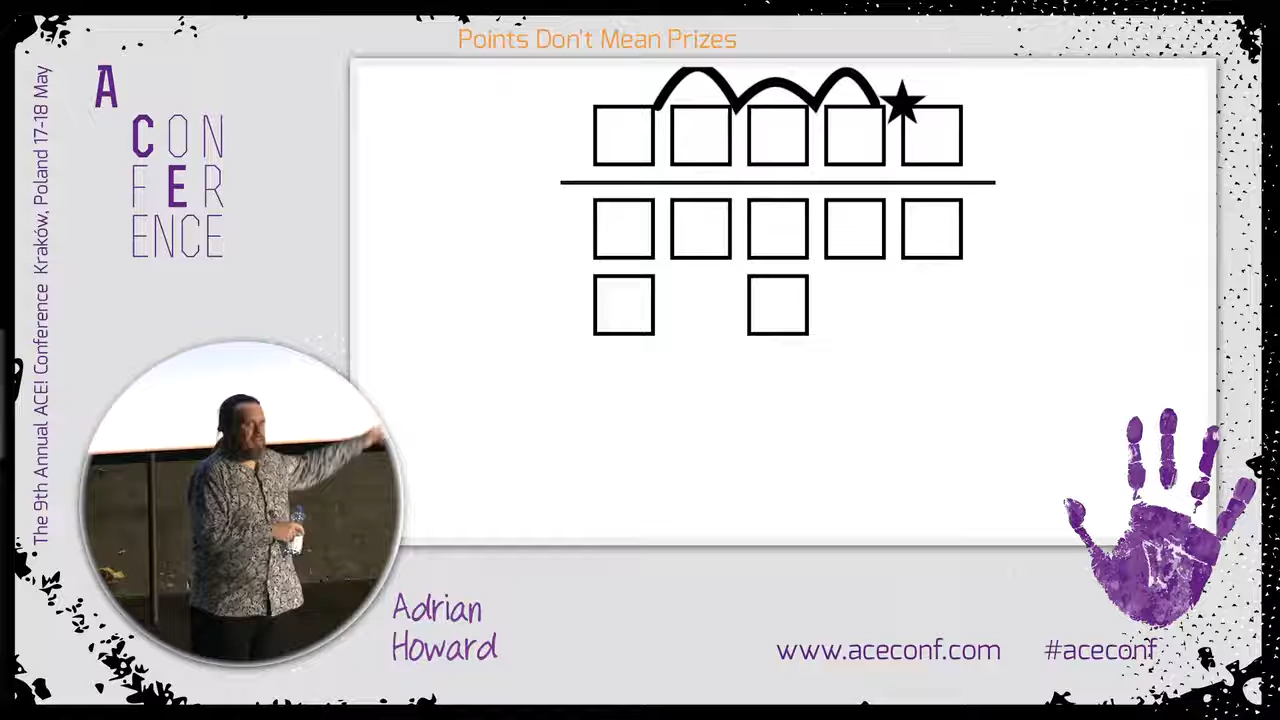 Points Don't Mean Prizes
The 9th Annual ACE! Conference Kraków, Poland 17-18 May
A
CON
FER
ENCE
Adrian
Howard
www.aceconf.com
#aceconf